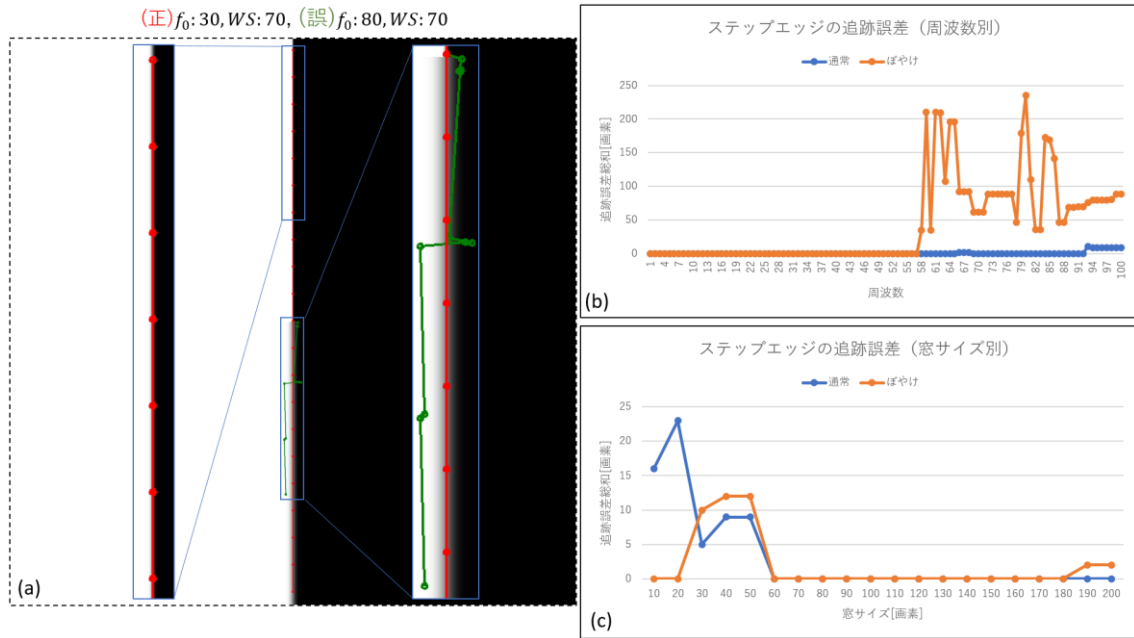 (正)f₀: 30, WS: 70, (誤)f₀: 80, WS: 70
(a)
ステップエッジの追跡誤差（周波数別）
通常 ぼやけ
追跡誤差総和[画素]
250
200
150
100
50
0
1 4 7 10 13 16 19 22 25 28 31 34 37 40 43 46 49 52 55 58 61 64 67 70 73 76 79 82 85 88 91 94 97 100
周波数
(b)
ステップエッジの追跡誤差（窓サイズ別）
通常 ぼやけ
追跡誤差総和[画素]
25
20
15
10
5
0
10 20 30 40 50 60 70 80 90 100 110 120 130 140 150 160 170 180 190 200
窓サイズ[画素]
(c)